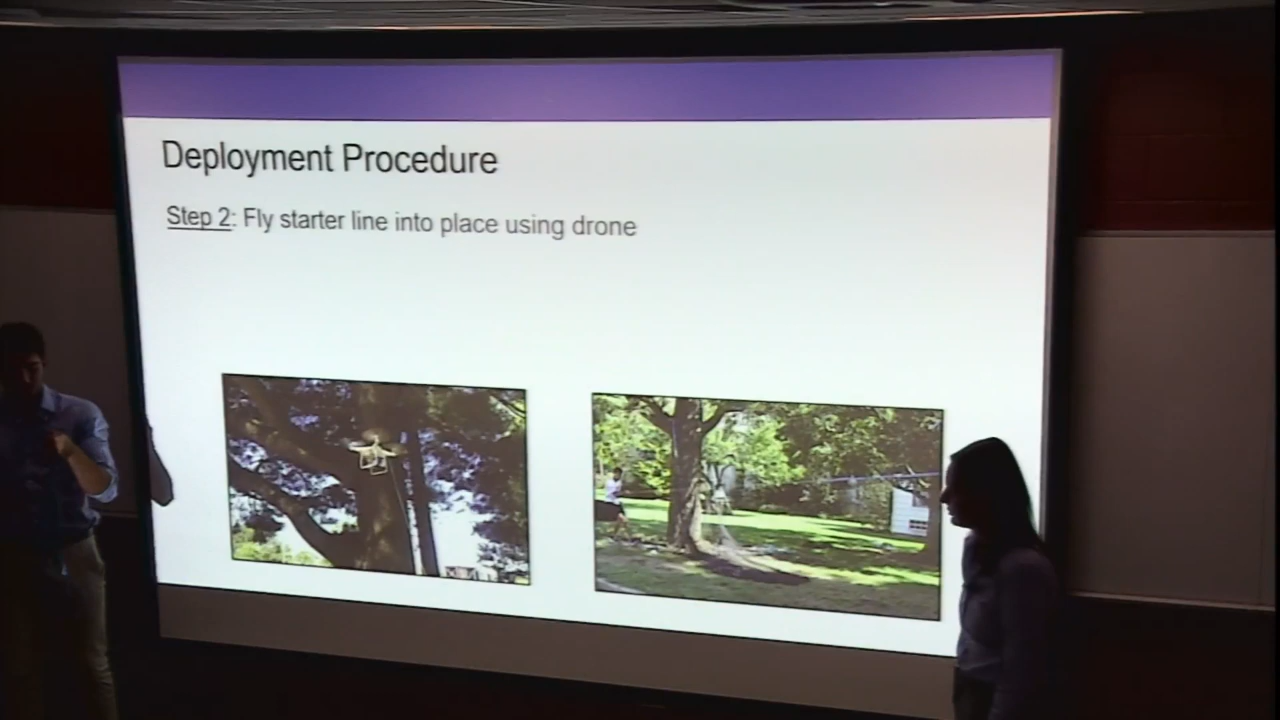 Deployment Procedure
Step 2: Fly starter line into place using drone